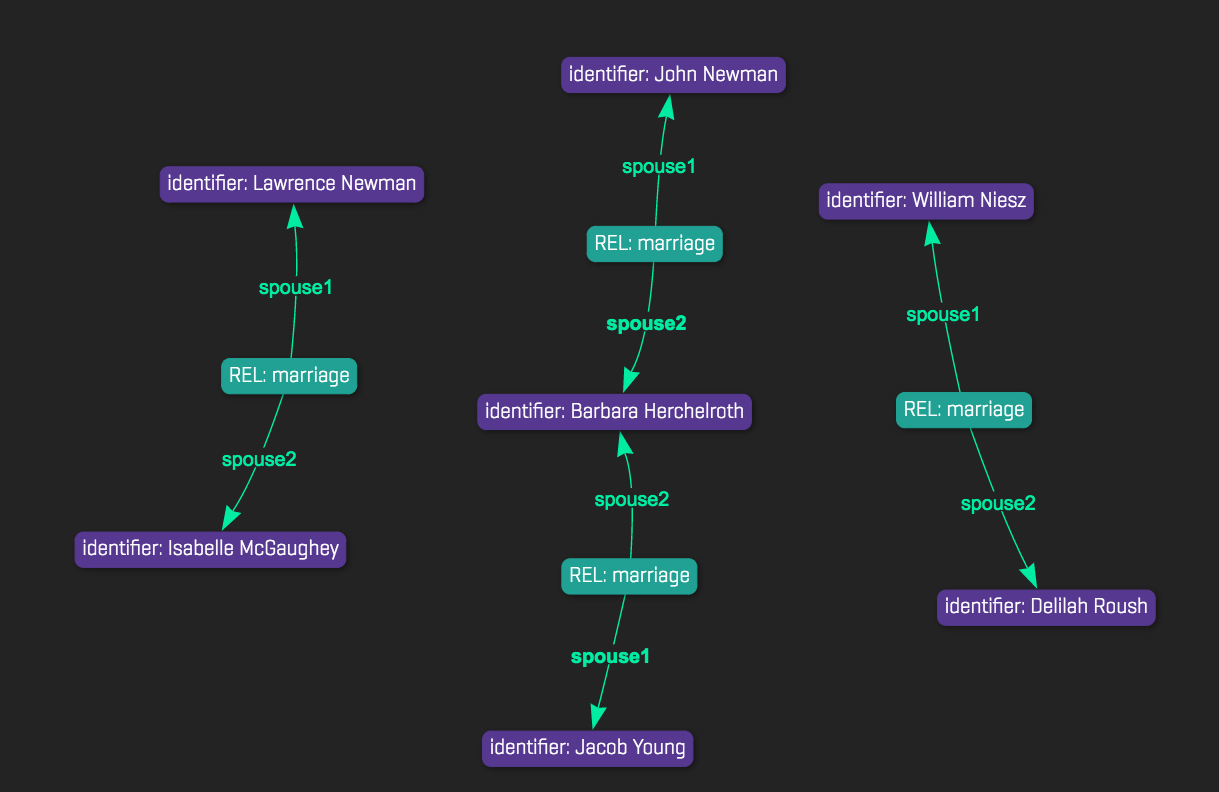 identifier: John Newman
spouse1
identifier: Lawrence Newman
identifier: William Niesz
REL: marriage
spouse1
spouse1
spouse2
REL: marriage
identifier: Barbara Herchelroth
REL: marriage
spouse2
spouse2
spouse2
identifier: Isabelle McGaughey
REL: marriage
identifier: Delilah Roush
spouse1
identifier: Jacob Young